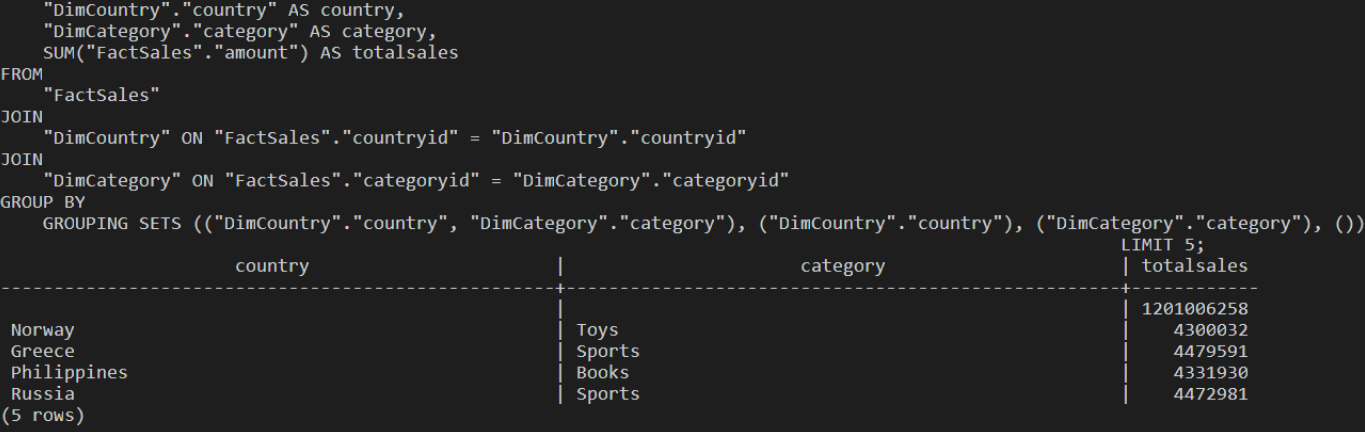 "DimCountry"."country" AS country,
"DimCategory"."category" AS category,
SUM("FactSales"."amount") AS totalsales
FROM
"FactSales"
JOIN
"DimCountry" ON "FactSales"."countryid" = "DimCountry"."countryid"
JOIN
"DimCategory" ON "FactSales"."categoryid" = "DimCategory"."categoryid"
GROUP BY
GROUPING SETS (("DimCountry"."country", "DimCategory"."category"), ("DimCountry"."country"), ("DimCategory"."category"), ())
LIMIT 5;
country | category | totalsales
----------------------------------------------------+----------------------------------------------------+------------
| | 1201006258
Norway | Toys | 4300032
Greece | Sports | 4479591
Philippines | Books | 4331930
Russia | Sports | 4472981
(5 rows)